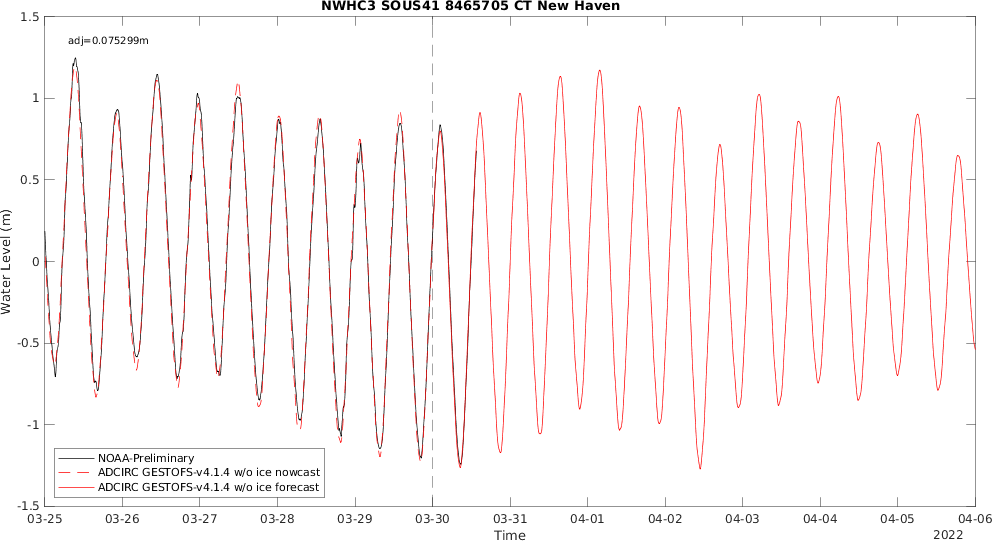 NWHC3 SOUS41 8465705 CT New Haven
adj=0.075299m
1.5
1
0.5
0
-0.5
-1
-1.5
Water Level (m)
NOAA-Preliminary
ADCIRC GESTOFS-v4.1.4 w/o ice nowcast
ADCIRC GESTOFS-v4.1.4 w/o ice forecast
03-25 03-26 03-27 03-28 03-29 03-30 03-31 04-01 04-02 04-03 04-04 04-05 04-06
Time
2022